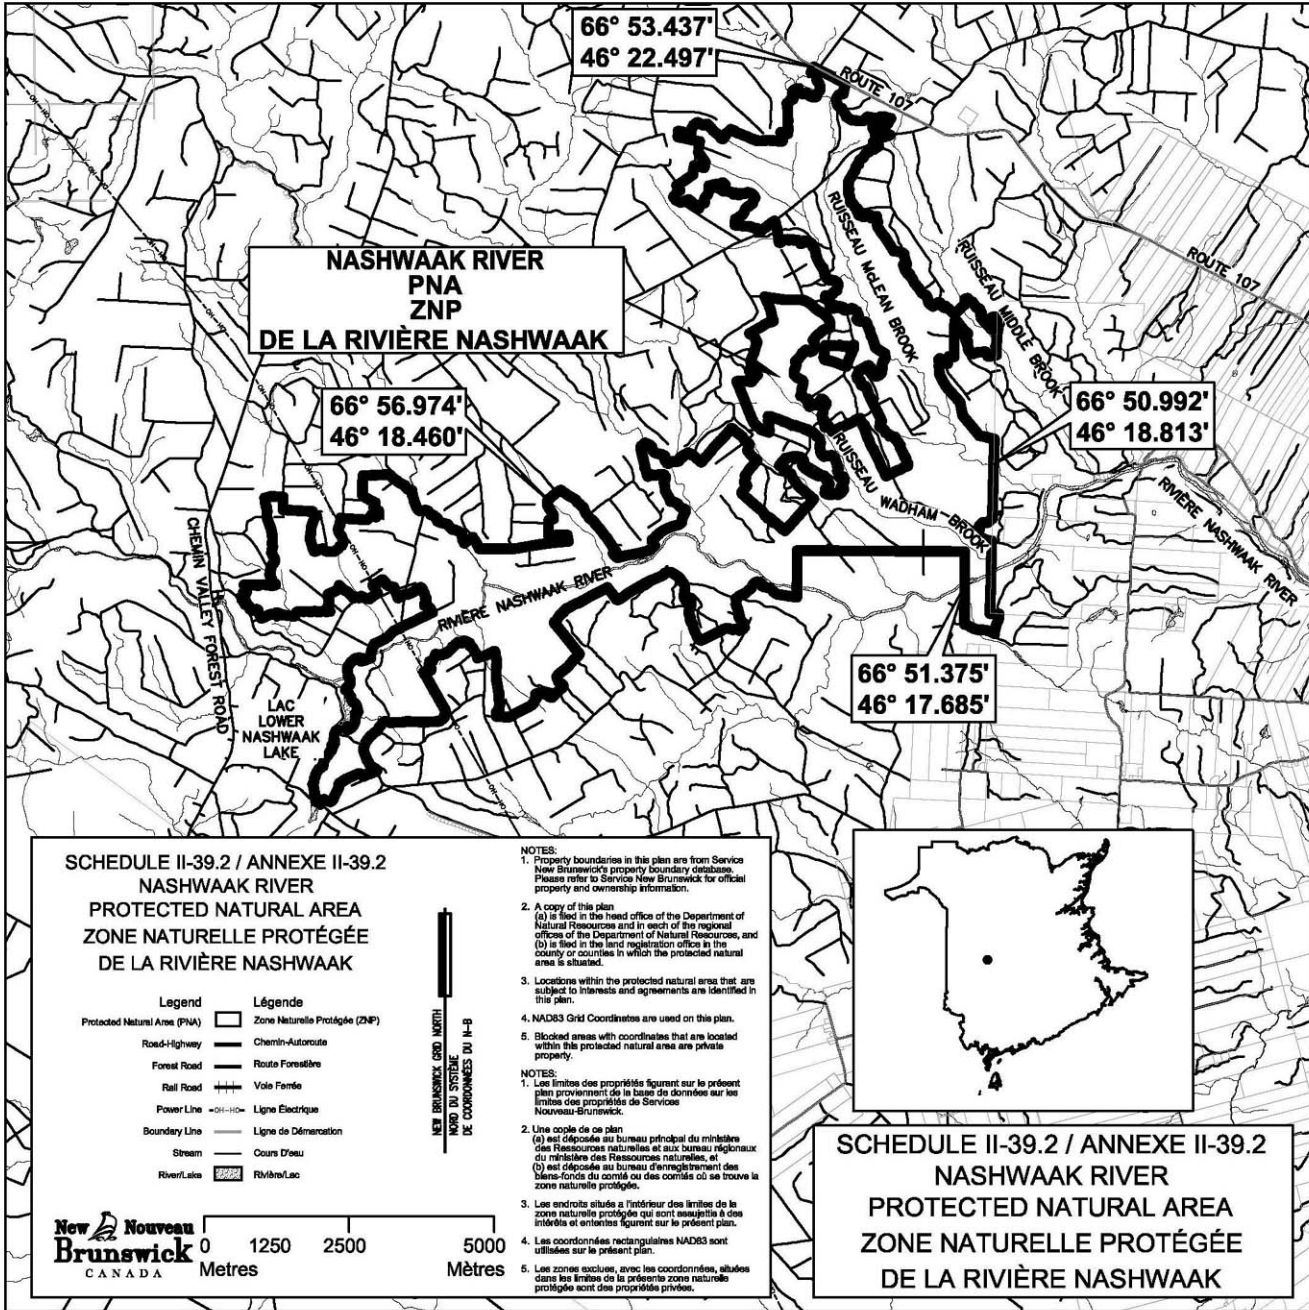 66° 53.437'
46° 22.497'
ROUTE 107
ROUTE 107
NASHWAAK RIVER
PNA
ZNP
DE LA RIVIÈRE NASHWAAK
RUISSEAU McLEAN BROOK
RUISSEAU MIDDLE BROOK
66° 56.974'
46° 18.460'
66° 50.992'
46° 18.813'
RUISSEAU WADHAM BROOK
RIVIÈRE NASHWAAK RIVER
RIVIÈRE NASHWAAK RIVER
CHEMIN VALLEY FOREST ROAD
66° 51.375'
46° 17.685'
LAC
LOWER
NASHWAAK
LAKE
SCHEDULE II-39.2 / ANNEXE II-39.2
NASHWAAK RIVER
PROTECTED NATURAL AREA
ZONE NATURELLE PROTÉGÉE
DE LA RIVIÈRE NASHWAAK
Legend Légende
Protected Natural Area (PNA) Zone Naturelle Protégée (ZNP)
Road-Highway Chemin-Autoroute
Forest Road Route Forestière
Rail Road Voie Ferrée
Power Line -OH--HO- Ligne Électrique
Boundary Line Ligne de Démarcation
Stream Cours D'eau
River/Lake Rivière/Lac
NEW BRUNSWICK GRID NORTH
NORD DU SYSTÈME
DE COORDONNÉES DU N-B
New Nouveau
Brunswick
CANADA
0 1250 2500 5000
Metres Mètres
NOTES:
1. Property boundaries in this plan are from Service
New Brunswick's property boundary database.
Please refer to Service New Brunswick for official
property and ownership information.
2. A copy of this plan
(a) is filed in the head office of the Department of
Natural Resources and in each of the regional
offices of the Department of Natural Resources, and
(b) is filed in the land registration office in the
county or counties in which the protected natural
area is situated.
3. Locations within the protected natural area that are
subject to interests and agreements are identified in
this plan.
4. NAD83 Grid Coordinates are used on this plan.
5. Blocked areas with coordinates that are located
within this protected natural area are private
property.
NOTES:
1. Les limites des propriétés figurant sur le présent
plan proviennent de la base de données sur les
limites des propriétés de Services
Nouveau-Brunswick.
2. Une copie de ce plan
(a) est déposée au bureau principal du ministère
des Ressources naturelles et aux bureau régionaux
du ministère des Ressources naturelles, et
(b) est déposée au bureau d'enregistrement des
biens-fonds du comté ou des comtés où se trouve la
zone naturelle protégée.
3. Les endroits situés a l'intérieur des limites de la
zone naturelle protégée qui sont assujettis à des
intérêts et ententes figurent sur le présent plan.
4. Les coordonnées rectangulaires NAD83 sont
utilisées sur le présent plan.
5. Les zones exclues, avec les coordonnées, situées
dans les limites de la présente zone naturelle
protégée sont des propriétés privées.
SCHEDULE II-39.2 / ANNEXE II-39.2
NASHWAAK RIVER
PROTECTED NATURAL AREA
ZONE NATURELLE PROTÉGÉE
DE LA RIVIÈRE NASHWAAK